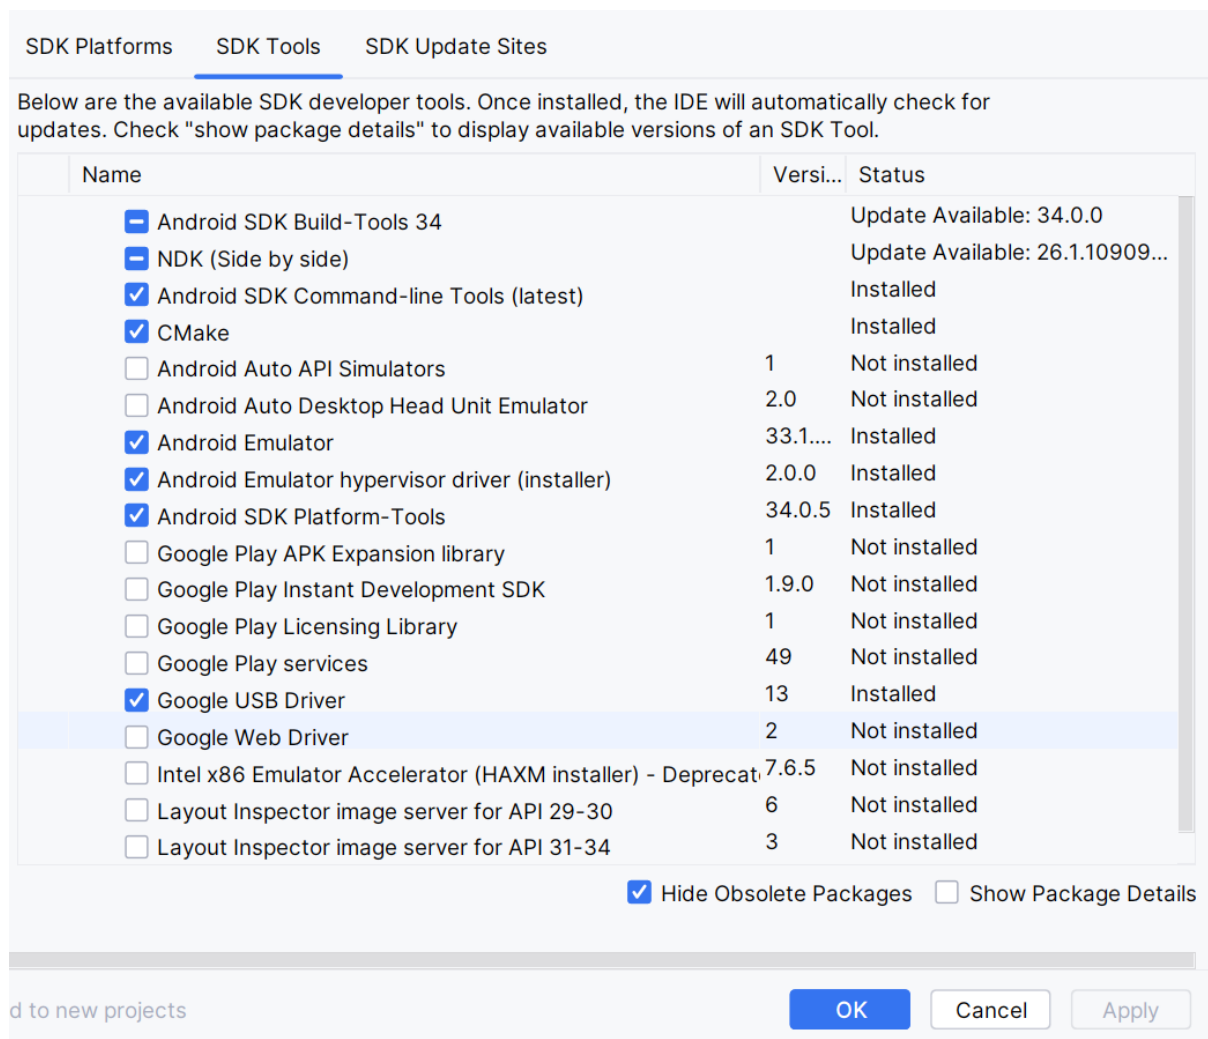 SDK Platforms SDK Tools SDK Update Sites
Below are the available SDK developer tools. Once installed, the IDE will automatically check for
updates. Check "show package details" to display available versions of an SDK Tool.
Name Versi... Status
Android SDK Build-Tools 34 Update Available: 34.0.0
NDK (Side by side) Update Available: 26.1.10909...
Android SDK Command-line Tools (latest) Installed
CMake Installed
Android Auto API Simulators 1 Not installed
Android Auto Desktop Head Unit Emulator 2.0 Not installed
Android Emulator 33.1.... Installed
Android Emulator hypervisor driver (installer) 2.0.0 Installed
Android SDK Platform-Tools 34.0.5 Installed
Google Play APK Expansion library 1 Not installed
Google Play Instant Development SDK 1.9.0 Not installed
Google Play Licensing Library 1 Not installed
Google Play services 49 Not installed
Google USB Driver 13 Installed
Google Web Driver 2 Not installed
Intel x86 Emulator Accelerator (HAXM installer) - Deprecat 7.6.5 Not installed
Layout Inspector image server for API 29-30 6 Not installed
Layout Inspector image server for API 31-34 3 Not installed
Hide Obsolete Packages Show Package Details
d to new projects OK Cancel Apply